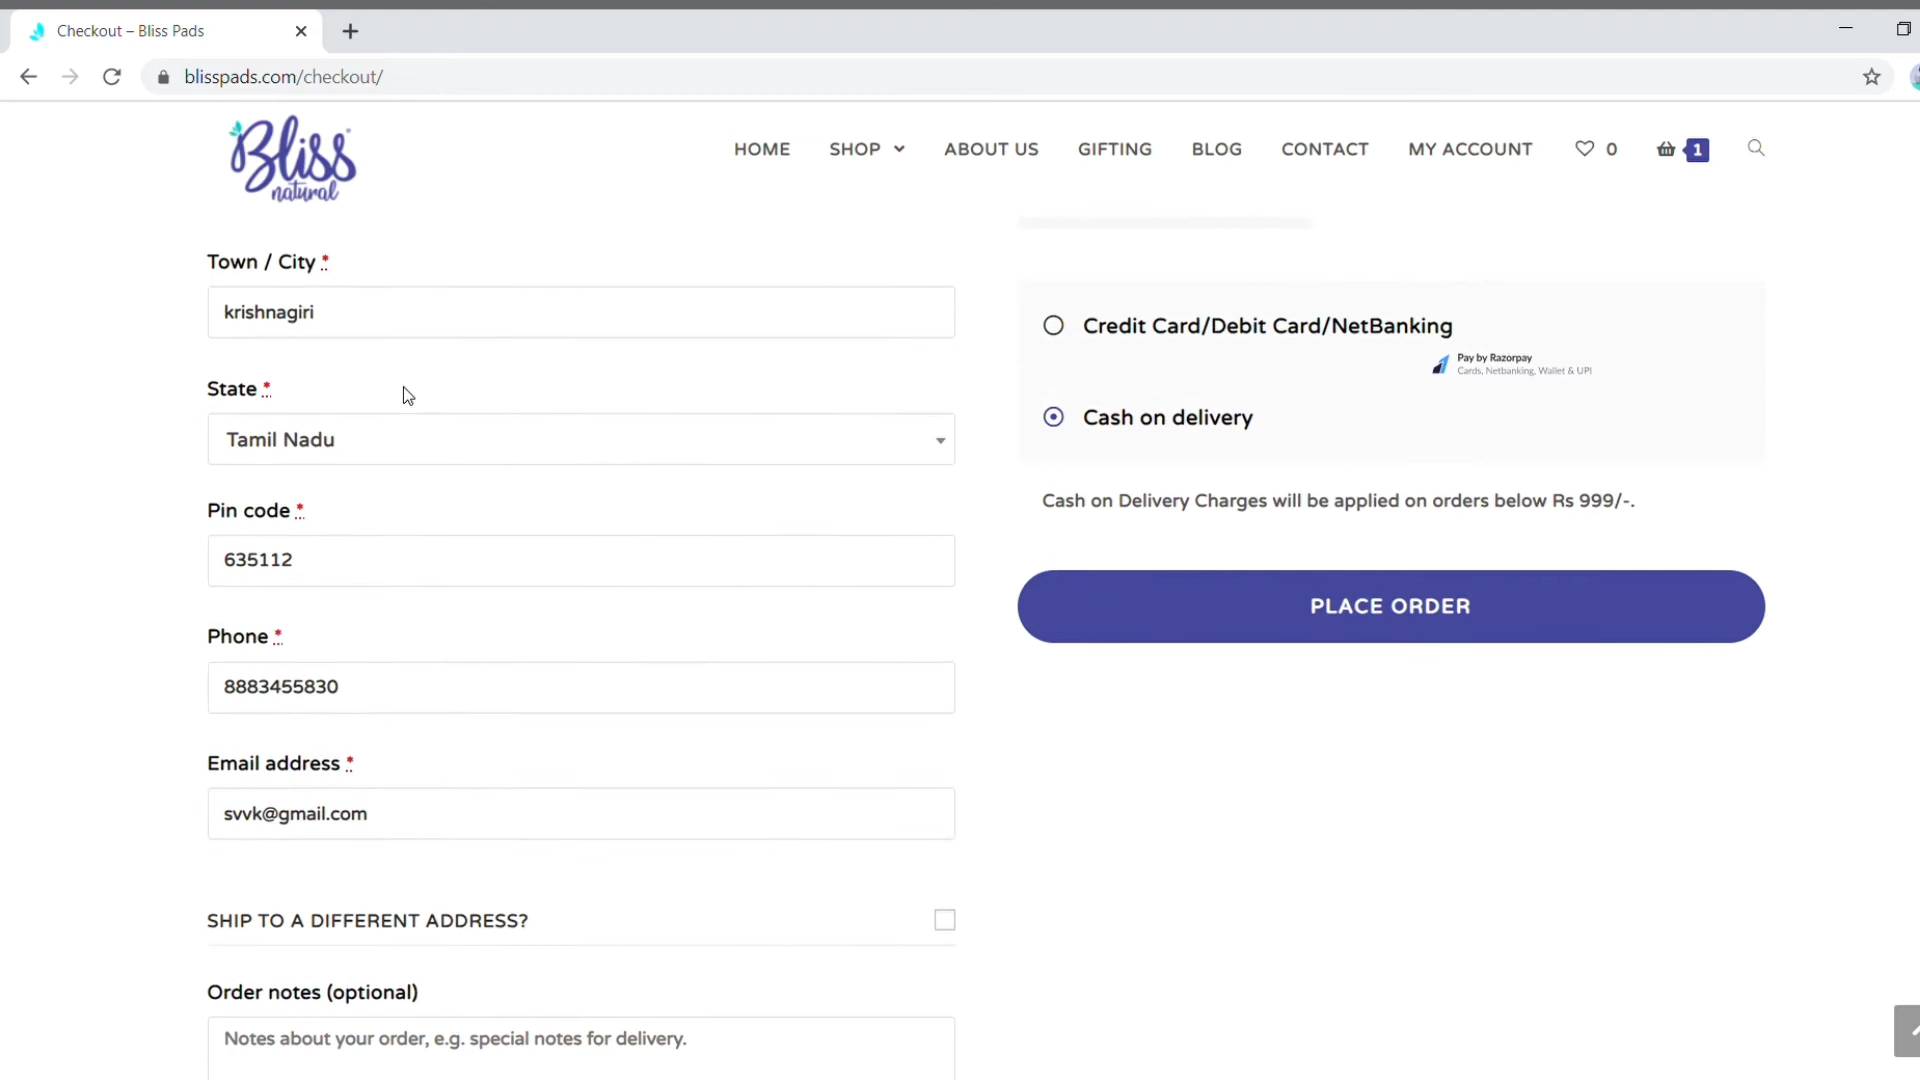 Checkout – Bliss Pads
blisspads.com/checkout/
Bliss
natural
HOME SHOP ABOUT US GIFTING BLOG CONTACT MY ACCOUNT 0 1
Town / City *
krishnagiri
State *
Tamil Nadu
Pin code *
635112
Phone *
8883455830
Email address *
svvk@gmail.com
SHIP TO A DIFFERENT ADDRESS?
Order notes (optional)
Notes about your order, e.g. special notes for delivery.
Credit Card/Debit Card/NetBanking
Pay by Razorpay
Cards, Netbanking, Wallet & UPI
Cash on delivery
Cash on Delivery Charges will be applied on orders below Rs 999/-.
PLACE ORDER